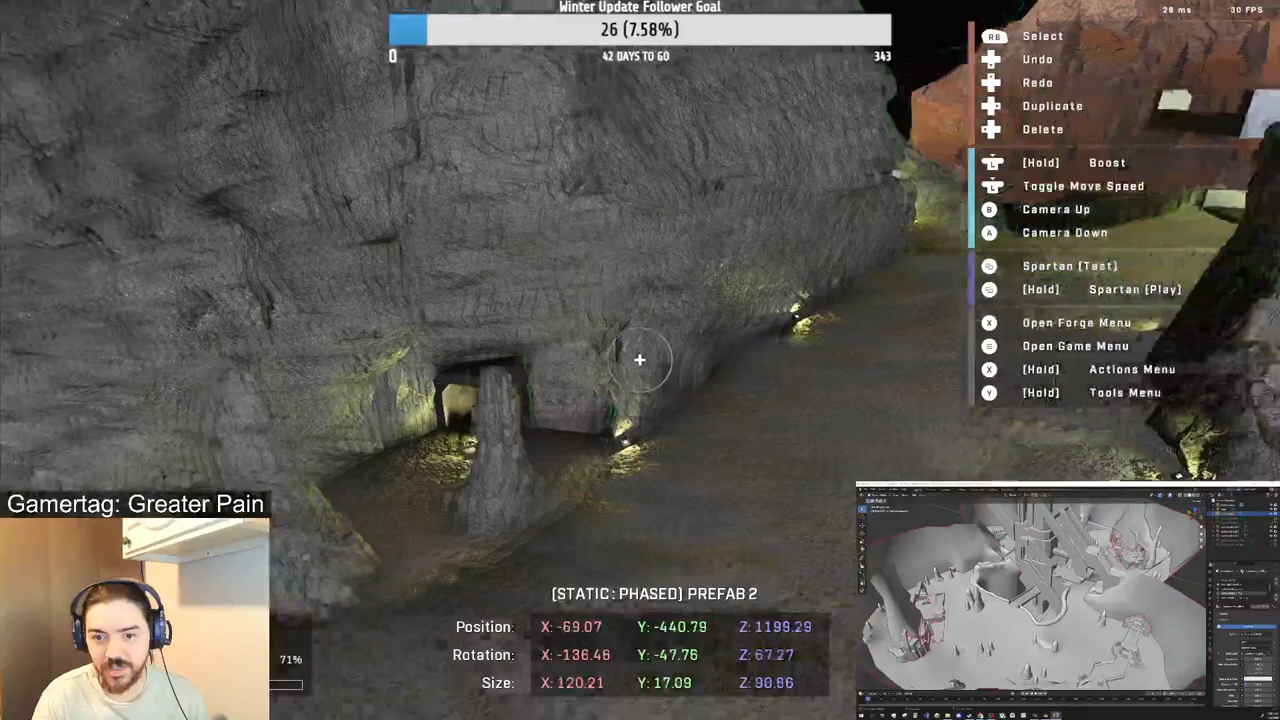 Winter Update Follower Goal
26 (7.58%)
0
42 DAYS TO GO
343
28 ms
30 FPS
RB Select
Undo
Redo
Duplicate
Delete
L [Hold] Boost
L Toggle Move Speed
B Camera Up
A Camera Down
Spartan (Test)
[Hold] Spartan (Play)
X Open Forge Menu
Open Game Menu
X [Hold] Actions Menu
Y [Hold] Tools Menu
Gamertag: Greater Pain
71%
[STATIC : PHASED] PREFAB 2
Position: X: -69.07 Y: -440.79 Z: 1196.29
Rotation: X: -136.46 Y: -47.76 Z: 67.27
Size: X: 120.21 Y: 17.09 Z: 90.86